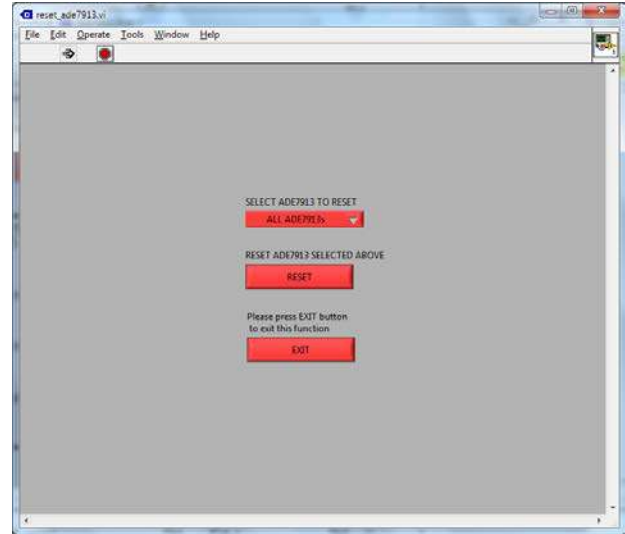 reset_ade7913.vi
File Edit Operate Tools Window Help
SELECT ADE7913 TO RESET
ALL ADE7913s
RESET ADE7913 SELECTED ABOVE
RESET
Please press EXIT button
to exit this function
EXIT